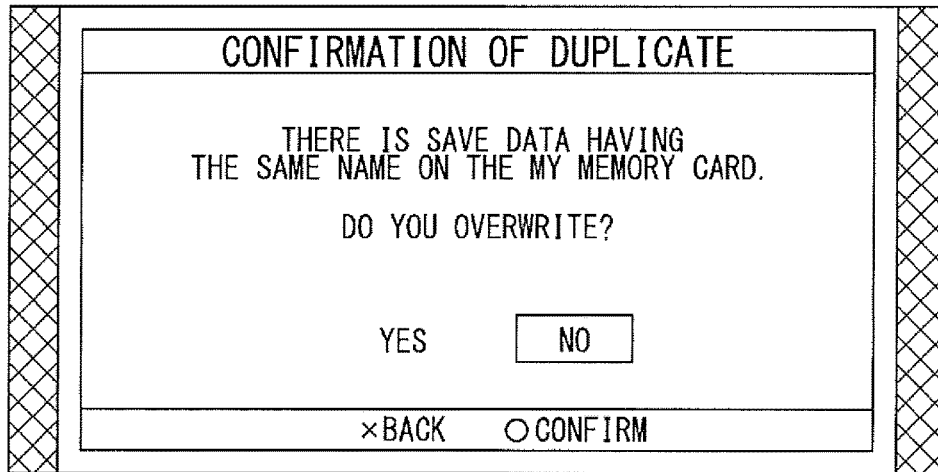 CONFIRMATION OF DUPLICATE
THERE IS SAVE DATA HAVING
THE SAME NAME ON THE MY MEMORY CARD.
DO YOU OVERWRITE?
YES NO
×BACK ○CONFIRM